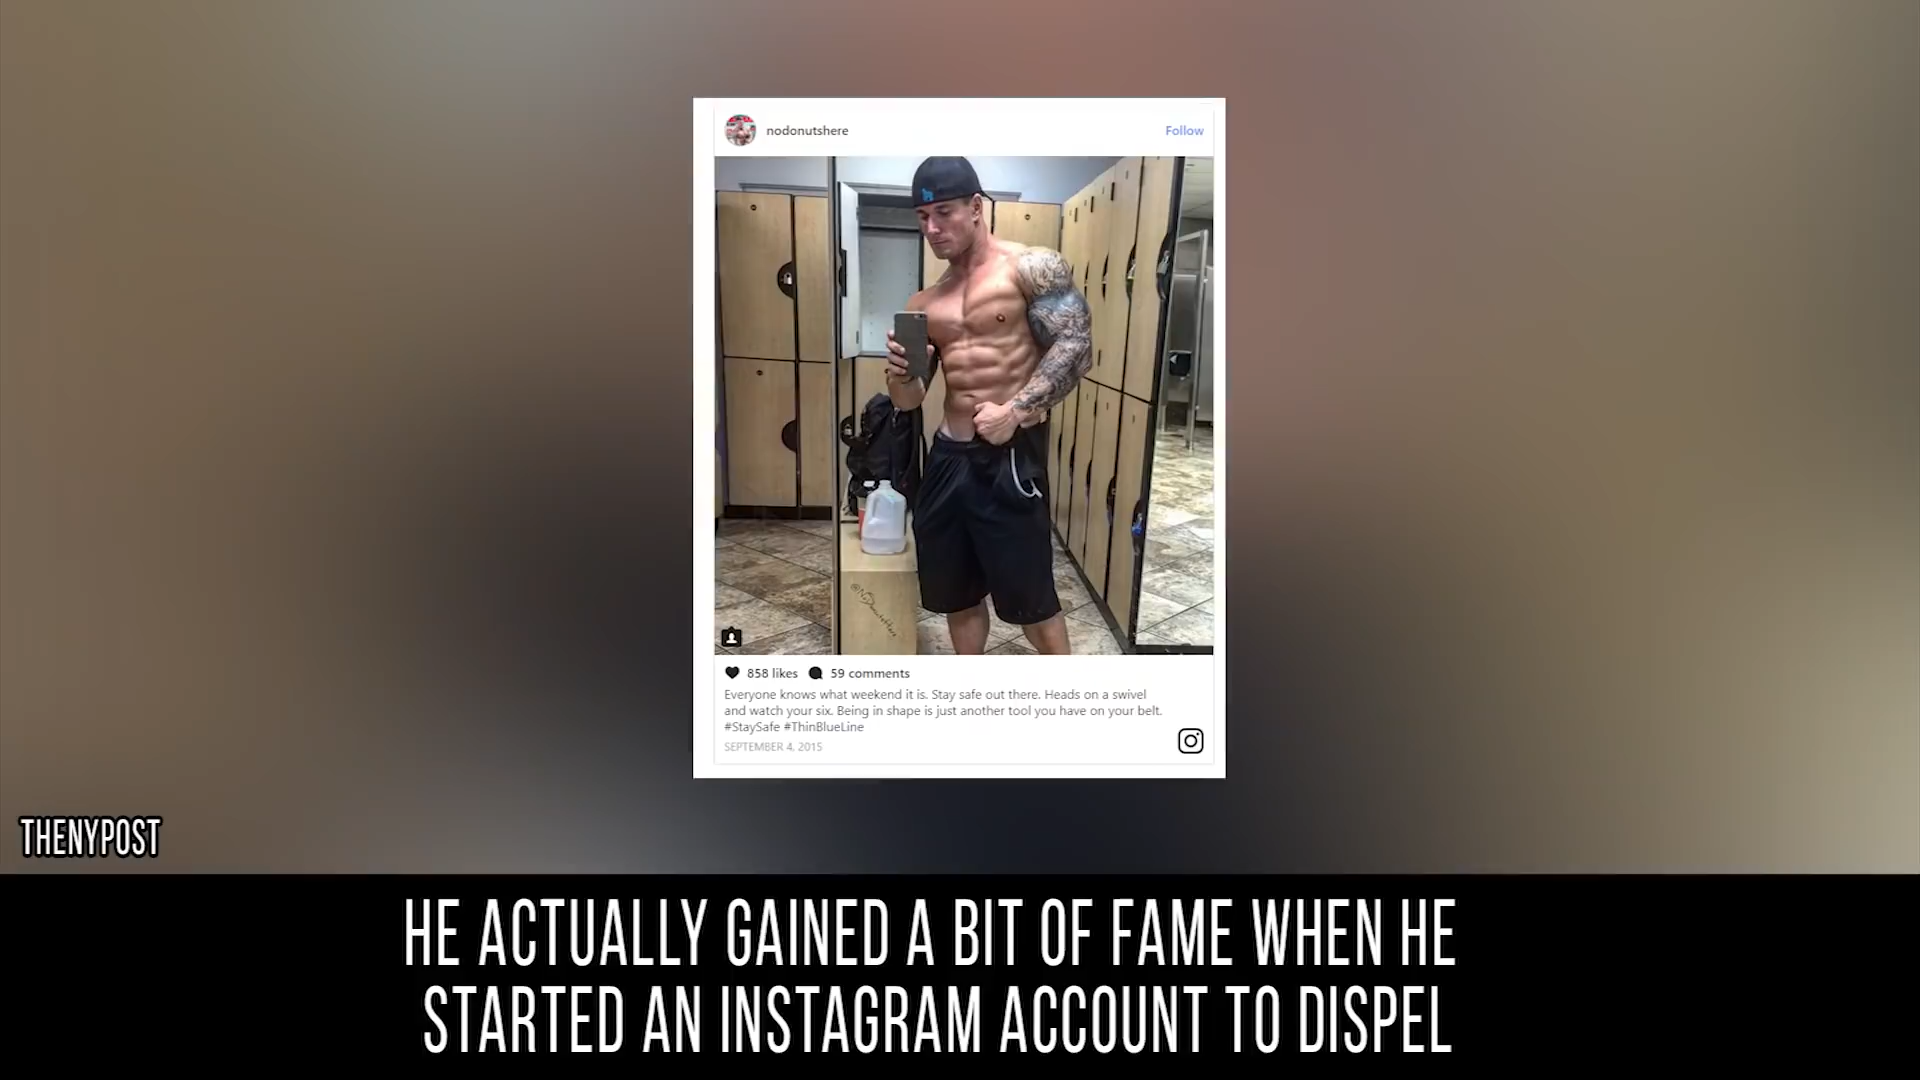 nodonutshere
Follow
@NoDonutsHere
858 likes
59 comments
Everyone knows what weekend it is. Stay safe out there. Heads on a swivel
and watch your six. Being in shape is just another tool you have on your belt.
#StaySafe #ThinBlueLine
SEPTEMBER 4, 2015
THENYPOST
HE ACTUALLY GAINED A BIT OF FAME WHEN HE
STARTED AN INSTAGRAM ACCOUNT TO DISPEL